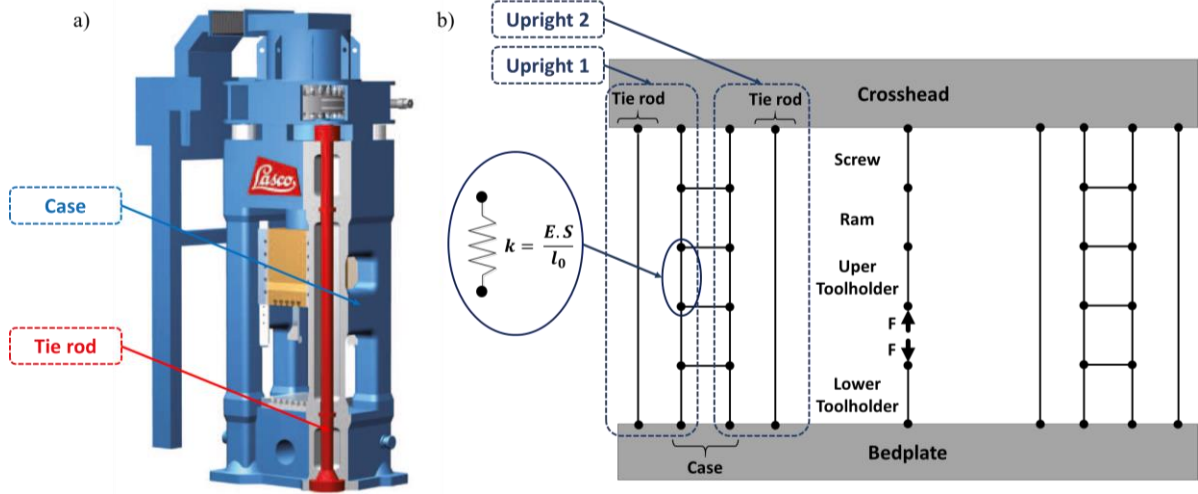 a)
Lasco
Case
Tie rod
b)
Upright 2
Upright 1
Tie rod
Tie rod
Crosshead
k = E.S / l₀
Screw
Ram
Uper
Toolholder
F
F
Lower
Toolholder
Case
Bedplate